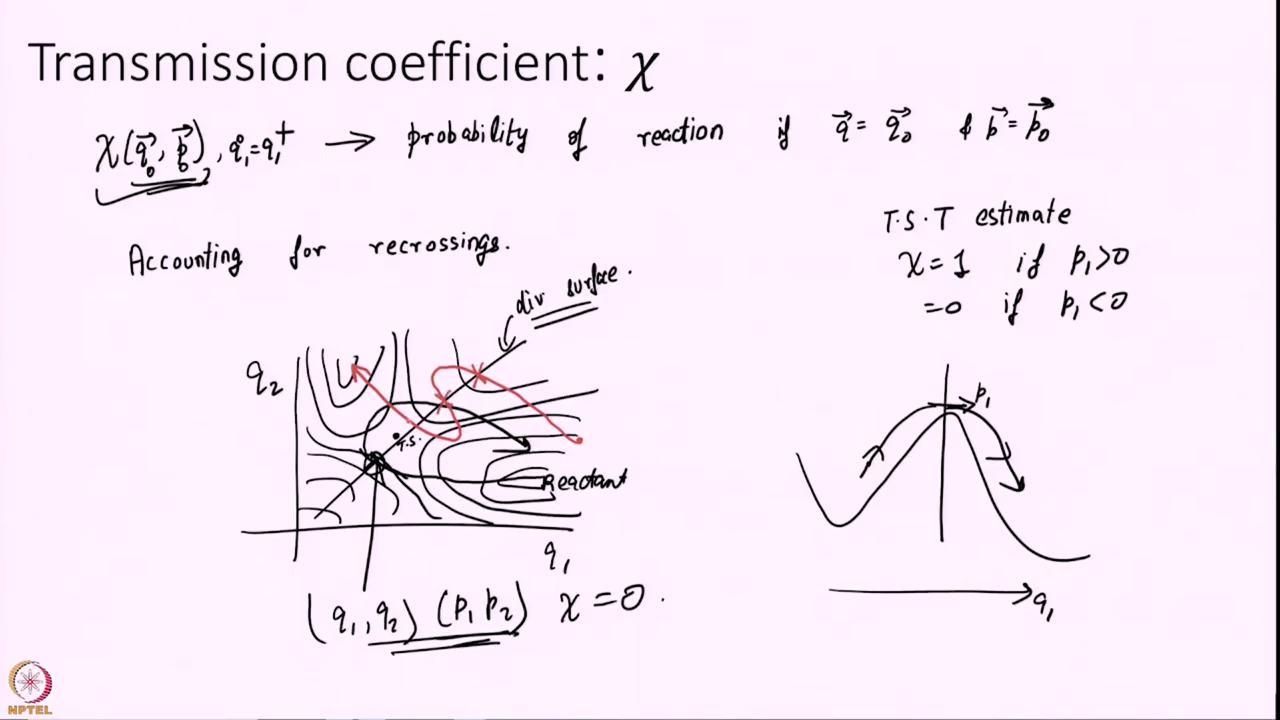 Transmission coefficient: χ
χ(q⃗₀, p⃗₀), q₁=q₁⁺ → probability of reaction if q⃗ = q⃗₀ & p⃗ = p⃗₀
T.S.T estimate
Accounting for recrossings.
χ = 1 if p₁>0
=0 if p₁<0
div surface.
q₂
p₁
T.S.
Reactant
q₁
(q₁, q₂) (p₁ p₂) χ = 0.
q₁
NPTEL